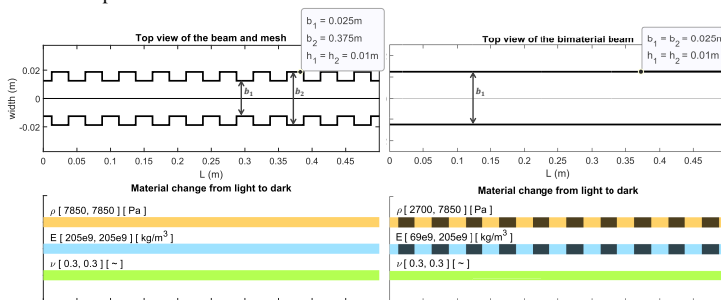 b1 = 0.025m
b2 = 0.375m
h1 = h2 = 0.01m
Top view of the beam and mesh
0.02
0
-0.02
width (m)
b1
b2
0 0.05 0.1 0.15 0.2 0.25 0.3 0.35 0.4 0.45
L (m)
Material change from light to dark
ρ [ 7850, 7850 ] [ Pa ]
E [ 205e9, 205e9 ] [ kg/m3 ]
ν [ 0.3, 0.3 ] [ ~ ]
Top view of the bimaterial beam
b1 = b2 = 0.025m
h1 = h2 = 0.01m
b1
0 0.05 0.1 0.15 0.2 0.25 0.3 0.35 0.4 0.45
L (m)
Material change from light to dark
ρ [ 2700, 7850 ] [ Pa ]
E [ 69e9, 205e9 ] [ kg/m3 ]
ν [ 0.3, 0.3 ] [ ~ ]